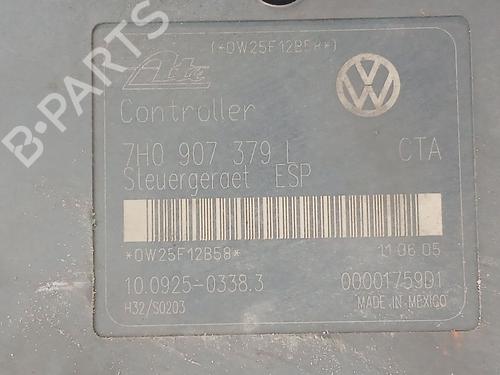 (*0W25F12B58*)
Ate
Controller
7H0 907 379 L CTA
Steuergeraet ESP
*0W25F12B58*
11.06.05
10.0925-0338.3
00001759D1
H32/S0203
MADE-IN-MEXICO
B-PARTS